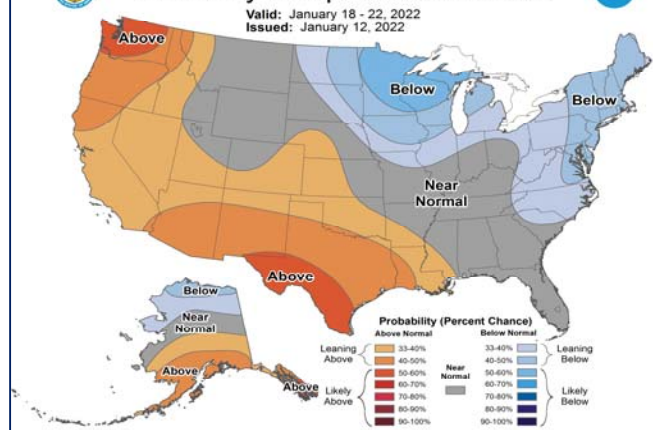 Valid: January 18 - 22, 2022
Issued: January 12, 2022
Above
Below
Below
Near
Normal
Above
Below
Near
Normal
Above
Above
Probability (Percent Chance)
Above Normal
Below Normal
Leaning
Above
33-40%
40-50%
50-60%
60-70%
70-80%
80-90%
90-100%
Likely
Above
Near
Normal
33-40%
40-50%
50-60%
60-70%
70-80%
80-90%
90-100%
Leaning
Below
Likely
Below